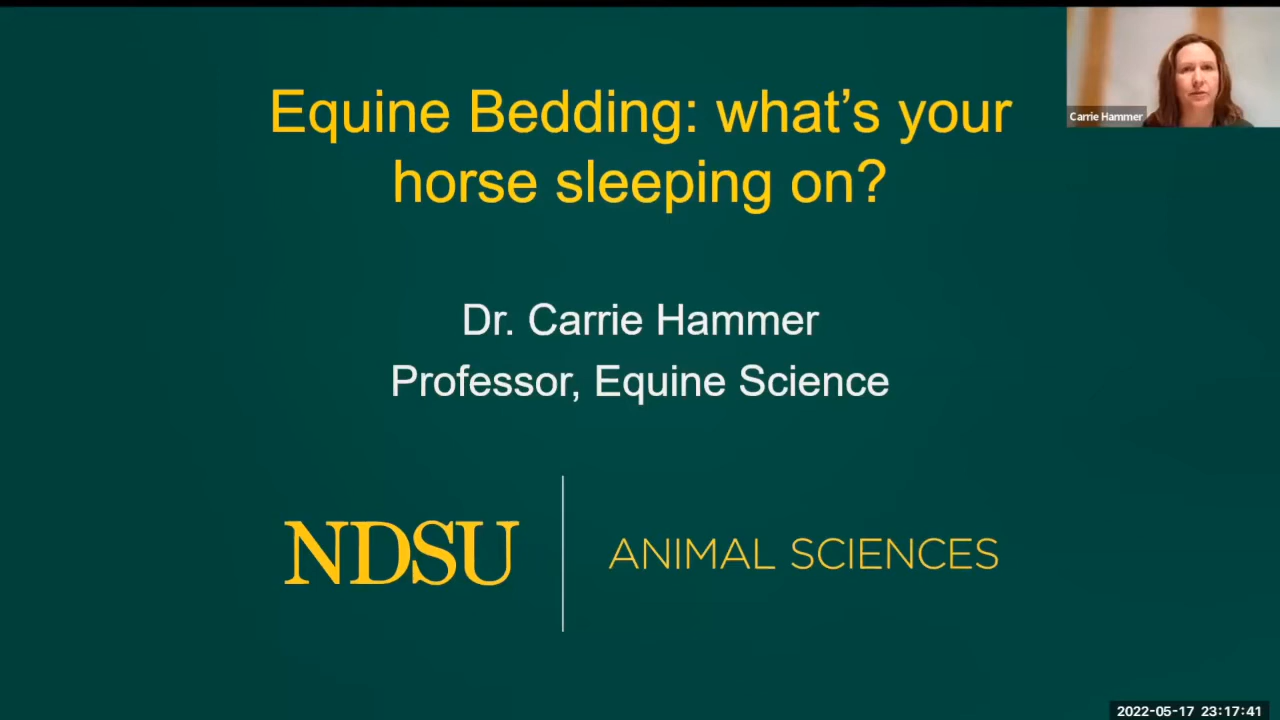 Equine Bedding: what's your
horse sleeping on?
Carrie Hammer
Dr. Carrie Hammer
Professor, Equine Science
NDSU
ANIMAL SCIENCES
2022-05-17 23:17:41